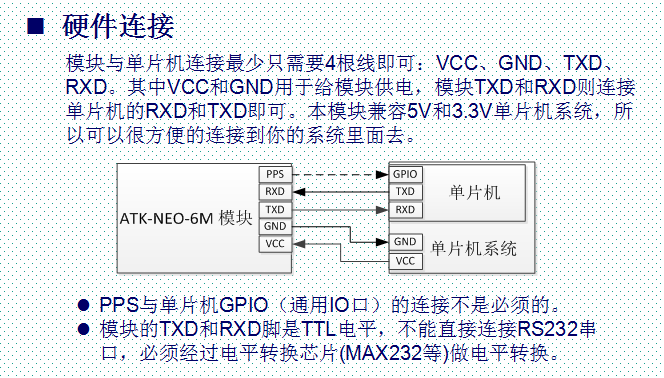 ■ 硬件连接
模块与单片机连接最少只需要4根线即可：VCC、GND、TXD、
RXD。其中VCC和GND用于给模块供电，模块TXD和RXD则连接
单片机的RXD和TXD即可。本模块兼容5V和3.3V单片机系统，所
以可以很方便的连接到你的系统里面去。
ATK-NEO-6M 模块
PPS
RXD
TXD
GND
VCC
GPIO
TXD
RXD
单片机
GND
VCC
单片机系统
● PPS与单片机GPIO（通用IO口）的连接不是必须的。
● 模块的TXD和RXD脚是TTL电平，不能直接连接RS232串
口，必须经过电平转换芯片(MAX232等)做电平转换。